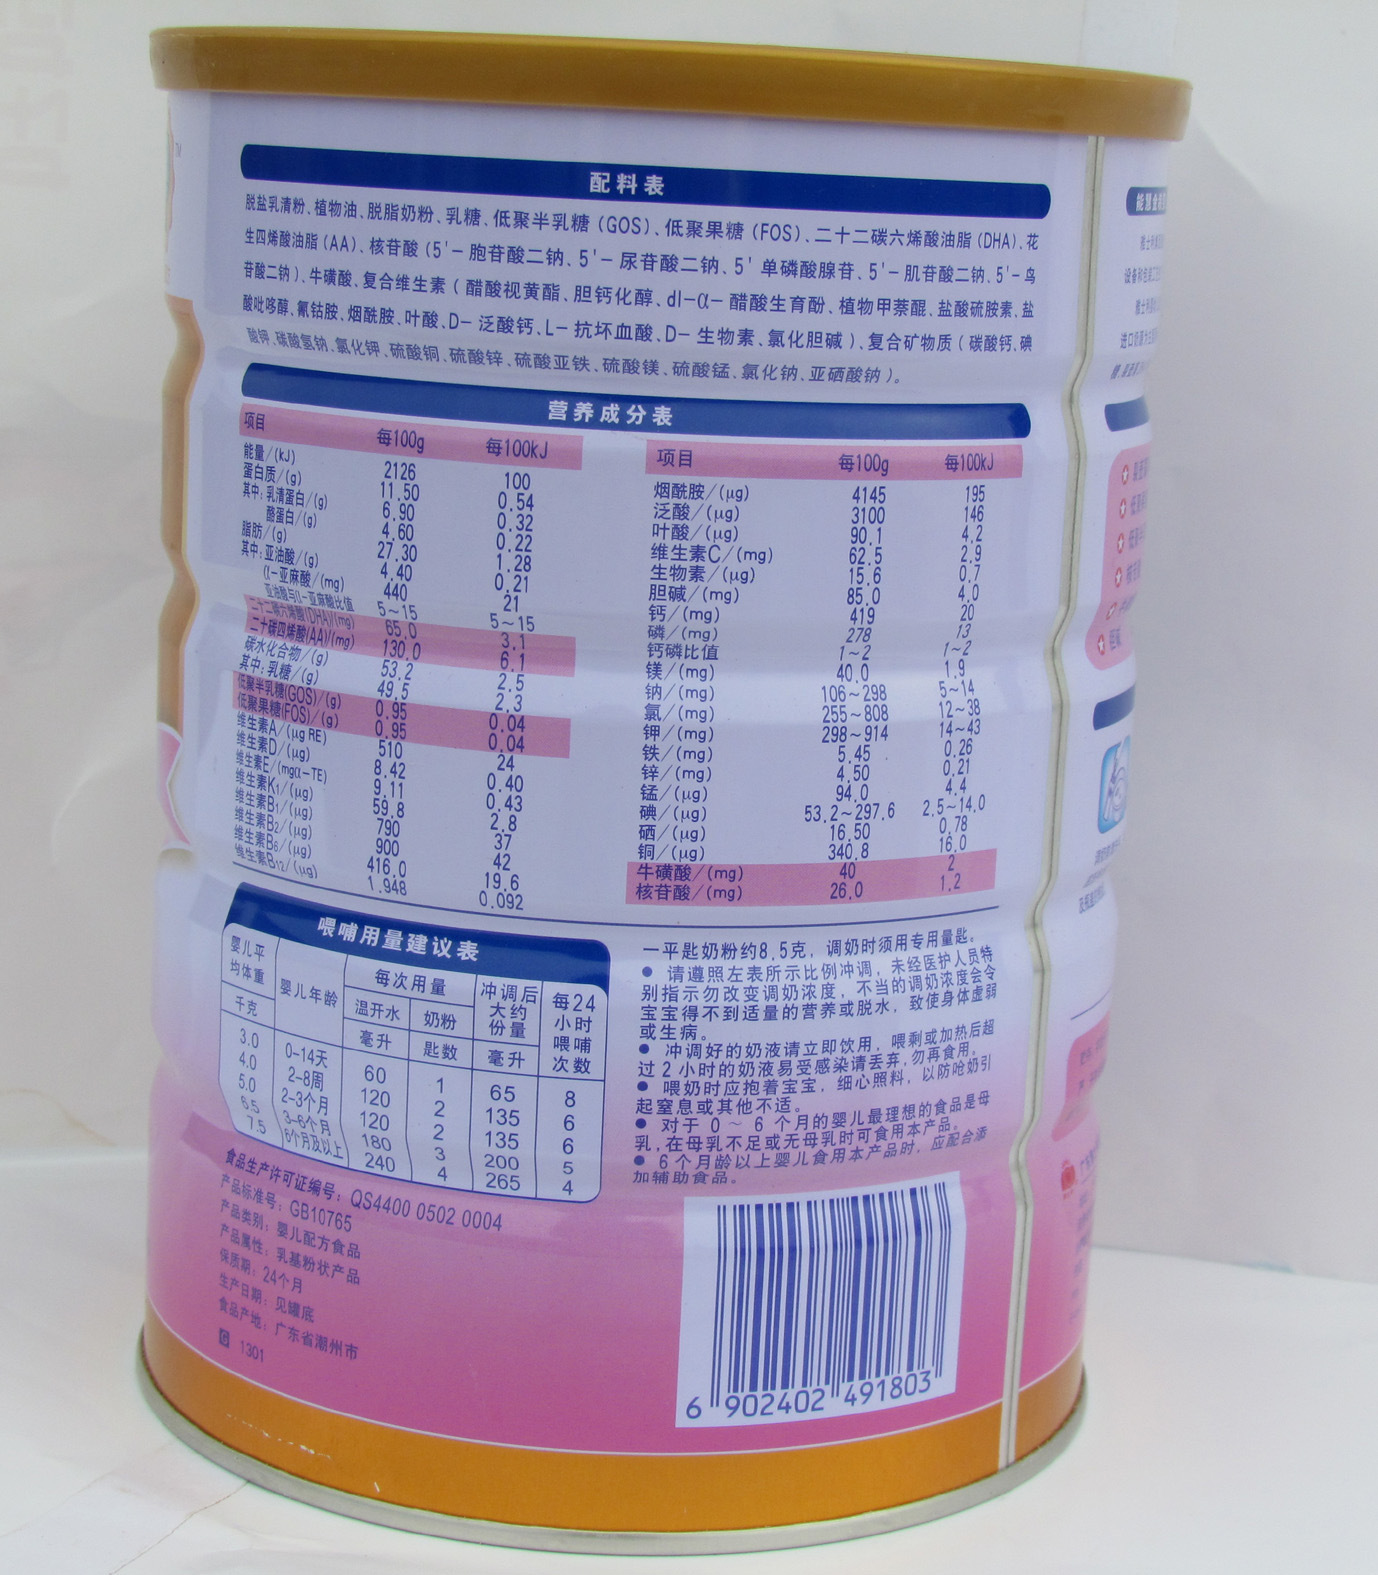 配料表
脱盐乳清粉、植物油、脱脂奶粉、乳糖、低聚半乳糖（GOS）、低聚果糖（FOS）、二十二碳六烯酸油脂（DHA）、花
生四烯酸油脂（AA）、核苷酸（5'-胞苷酸二钠、5'-尿苷酸二钠、5'单磷酸腺苷、5'-肌苷酸二钠、5'-鸟
苷酸二钠）、牛磺酸、复合维生素（醋酸视黄酯、胆钙化醇、dl-α-醋酸生育酚、植物甲萘醌、盐酸硫胺素、盐
酸吡哆醇、氰钴胺、烟酰胺、叶酸、D-泛酸钙、L-抗坏血酸、D-生物素、氯化胆碱）、复合矿物质（碳酸钙、碘
酸钾、碳酸氢钠、氯化钾、硫酸铜、硫酸锌、硫酸亚铁、硫酸镁、硫酸锰、氯化钠、亚硒酸钠）。
营养成分表
项目 每100g 每100kJ
能量/(kJ) 2126 100
蛋白质/(g) 11.50 0.54
其中：乳清蛋白/(g) 6.90 0.32
酪蛋白/(g) 4.60 0.22
脂肪/(g) 27.30 1.28
其中：亚油酸/(g) 4.40 0.21
α-亚麻酸/(mg) 440 21
亚油酸与α-亚麻酸比值 5~15 5~15
二十二碳六烯酸(DHA)/(mg) 65.0 3.1
二十碳四烯酸(AA)/(mg) 130.0 6.1
碳水化合物/(g) 53.2 2.5
其中：乳糖/(g) 49.5 2.3
低聚半乳糖(GOS)/(g) 0.95 0.04
低聚果糖(FOS)/(g) 0.95 0.04
维生素A/(μg RE) 510 24
维生素D/(μg) 8.42 0.40
维生素E/(mgα-TE) 9.11 0.43
维生素K₁/(μg) 59.8 2.8
维生素B₁/(μg) 790 37
维生素B₂/(μg) 900 42
维生素B₆/(μg) 416.0 19.6
维生素B₁₂/(μg) 1.948 0.092
项目 每100g 每100kJ
烟酰胺/(μg) 4145 195
泛酸/(μg) 3100 146
叶酸/(μg) 90.1 4.2
维生素C/(mg) 62.5 2.9
生物素/(μg) 15.6 0.7
胆碱/(mg) 85.0 4.0
钙/(mg) 419 20
磷/(mg) 278 13
钙磷比值 1~2 1~2
镁/(mg) 40.0 1.9
钠/(mg) 106~298 5~14
氯/(mg) 255~808 12~38
钾/(mg) 298~914 14~43
铁/(mg) 5.45 0.26
锌/(mg) 4.50 0.21
锰/(μg) 94.0 4.4
碘/(μg) 53.2~297.6 2.5~14.0
硒/(μg) 16.50 0.78
铜/(μg) 340.8 16.0
牛磺酸/(mg) 40 2
核苷酸/(mg) 26.0 1.2
喂哺用量建议表
婴儿平均体重 婴儿年龄 每次用量 冲调后大约份量 每24小时喂哺次数
温开水 奶粉
千克 毫升 匙数 毫升
3.0 0-14天 60 1 65 8
4.0 2-8周 120 2 135 6
5.0 2-3个月 120 2 135 6
6.5 3-6个月 180 3 200 5
7.5 6个月及以上 240 4 265 4
一平匙奶粉约8.5克，调奶时须用专用量匙。
● 请遵照左表所示比例冲调，未经医护人员特
别指示勿改变调奶浓度，不当的调奶浓度会令
宝宝得不到适量的营养或脱水，致使身体虚弱
或生病。
● 冲调好的奶液请立即饮用，喂剩或加热后超
过2小时的奶液易受感染请丢弃，勿再食用。
● 喂奶时应抱着宝宝，细心照料，以防呛奶引
起窒息或其他不适。
● 对于0～6个月的婴儿最理想的食品是母
乳，在母乳不足或无母乳时可食用本产品。
● 6个月龄以上婴儿食用本产品时，应配合添
加辅助食品。
食品生产许可证编号：QS4400 0502 0004
产品标准号：GB10765
产品类别：婴儿配方食品
产品属性：乳基粉状产品
保质期：24个月
生产日期：见罐底
食品产地：广东省潮州市
G 1301
6 902402 491803